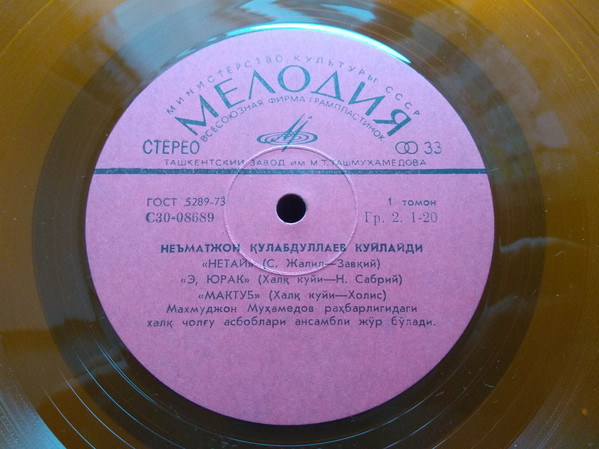 МИНИСТЕРСТВО КУЛЬТУРЫ СССР
МЕЛОДИЯ
ВСЕСОЮЗНАЯ ФИРМА ГРАМПЛАСТИНОК
СТЕРЕО 33
ТАШКЕНТСКИЙ ЗАВОД ИМ М.Т.ТАШМУХАМЕДОВА
ГОСТ 5289-73 1 томон
С30-08689 Гр. 2. 1-20
НЕЪМАТЖОН ҚУЛАБДУЛЛАЕВ КУЙЛАЙДИ
«НЕТАЙ» (С. Жалил—Завқий)
«Э, ЮРАК» (Халқ куйи—Н. Сабрий)
«МАКТУБ» (Халқ куйи—Холис)
Махмуджон Муҳамедов раҳбарлигидаги
халқ чолғу асбоблари ансамбли жўр бўлади.